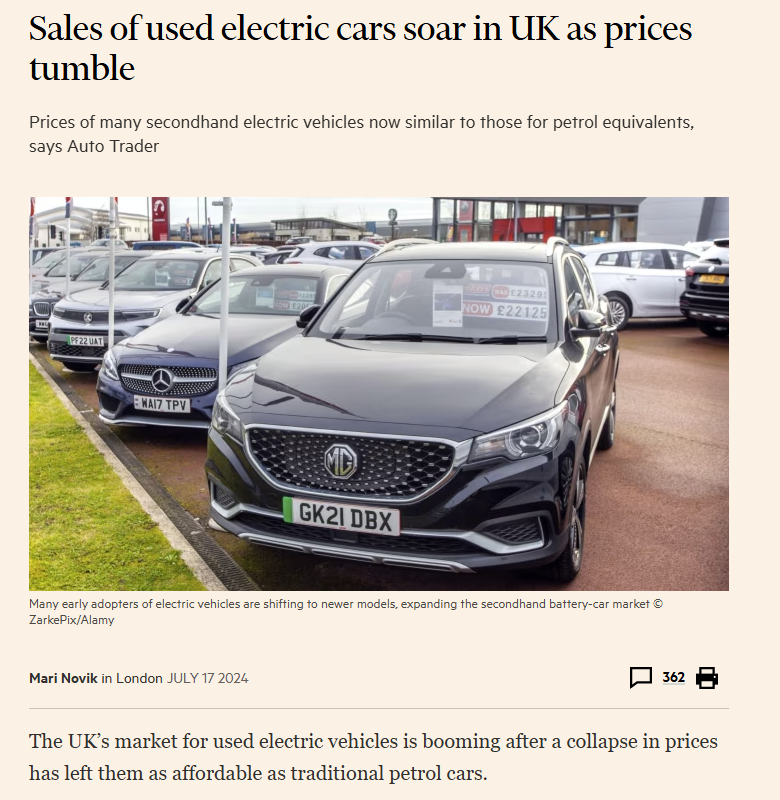 Sales of used electric cars soar in UK as prices
tumble
Prices of many secondhand electric vehicles now similar to those for petrol equivalents,
says Auto Trader
WAS £23295
NOW £22125
NOW
PF22 UAT
WA17 TPV
MG
GK21 DBX
Many early adopters of electric vehicles are shifting to newer models, expanding the secondhand battery-car market ©
ZarkePix/Alamy
Mari Novik in London JULY 17 2024
362
The UK’s market for used electric vehicles is booming after a collapse in prices
has left them as affordable as traditional petrol cars.